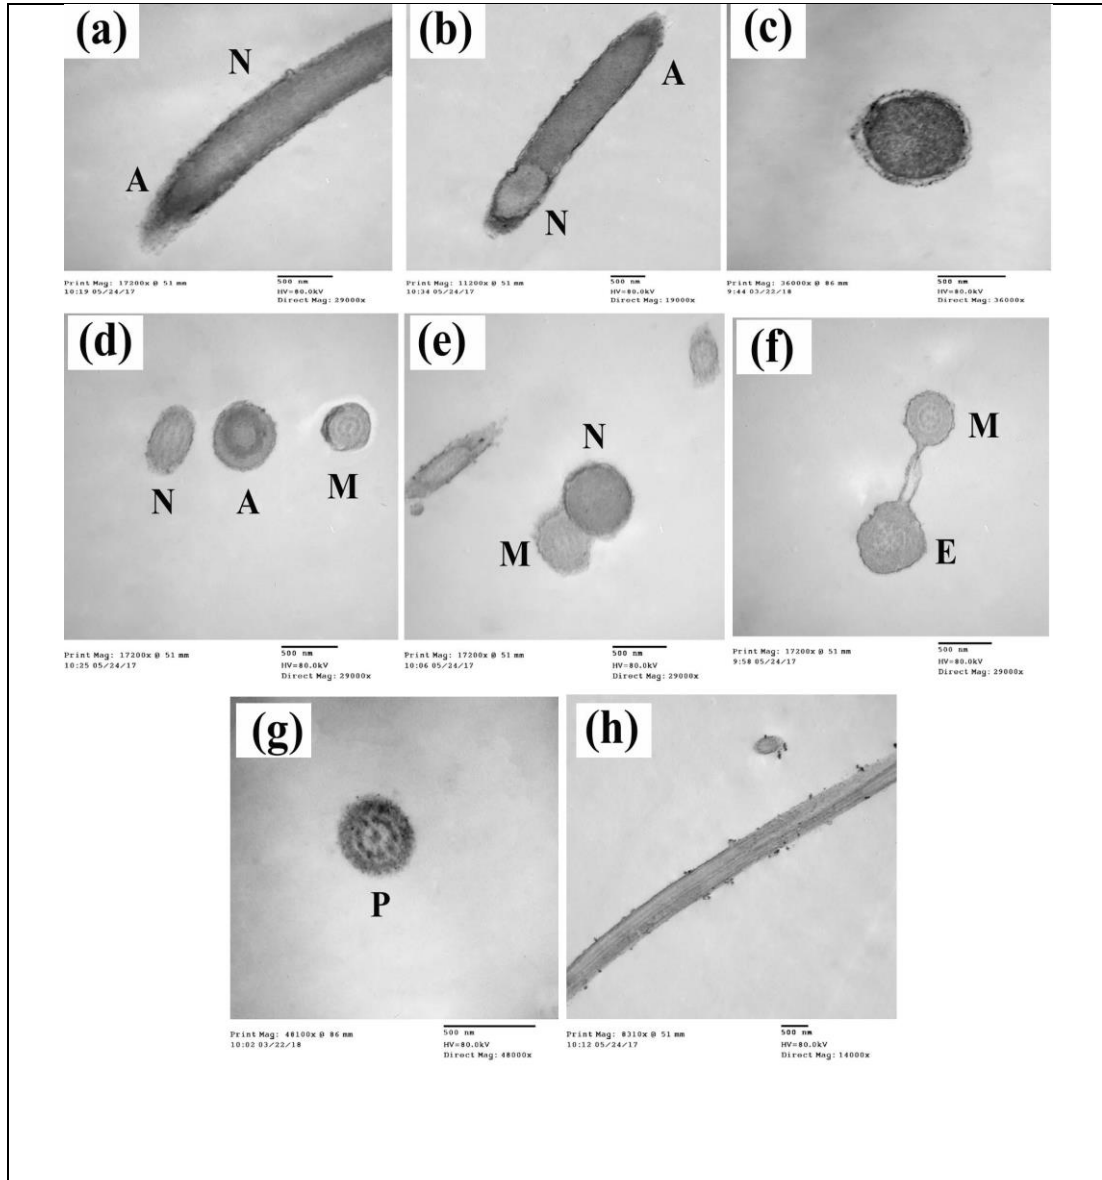 (a)
N
A
Print Mag: 17200x @ 51 mm
10:19 05/24/17
500 nm
HV=80.0kV
Direct Mag: 29000x
(b)
A
N
Print Mag: 11200x @ 51 mm
10:34 05/24/17
500 nm
HV=80.0kV
Direct Mag: 19000x
(c)
Print Mag: 36000x @ 86 mm
9:44 03/22/18
500 nm
HV=80.0kV
Direct Mag: 36000x
(d)
N A M
Print Mag: 17200x @ 51 mm
10:25 05/24/17
500 nm
HV=80.0kV
Direct Mag: 29000x
(e)
N
M
Print Mag: 17200x @ 51 mm
10:06 05/24/17
500 nm
HV=80.0kV
Direct Mag: 29000x
(f)
M
E
Print Mag: 17200x @ 51 mm
9:58 05/24/17
500 nm
HV=80.0kV
Direct Mag: 29000x
(g)
P
Print Mag: 48100x @ 86 mm
10:02 03/22/18
500 nm
HV=80.0kV
Direct Mag: 48000x
(h)
Print Mag: 8310x @ 51 mm
10:12 05/24/17
500 nm
HV=80.0kV
Direct Mag: 14000x